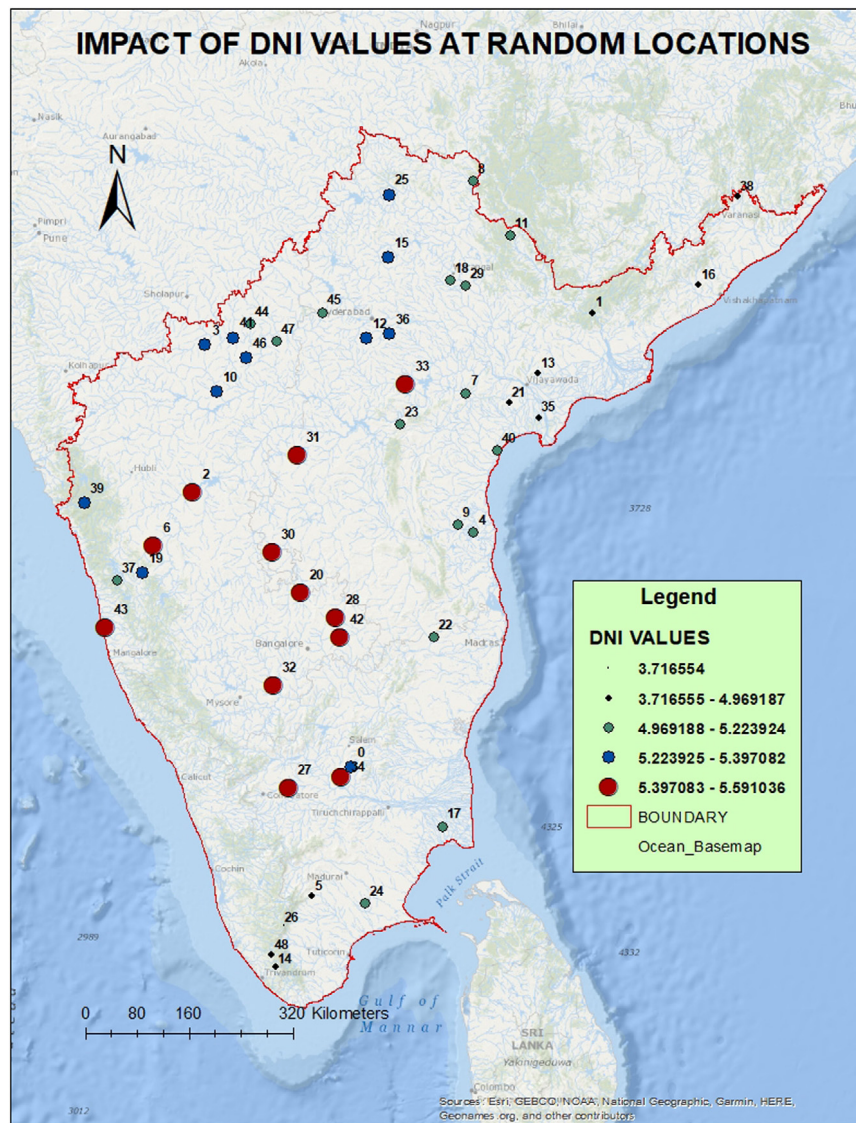 Nagpur
Bhilai
IMPACT OF DNI VALUES AT RANDOM LOCATIONS
Akola
Nasik
Aurangabad
N
8
25
38
Varanasi
Pimpri
Pune
11
15
18
29
16
Sholapur
Vishakhapatnam
45
44
1
3
41
36
12
47
46
Kolhapur
13
33
Vijayawada
10
7
21
35
23
31
40
Hubli
2
39
3728
9
4
6
30
19
37
20
43
28
42
22
Bangalore
Madras
Mangalore
32
Mysore
Salem
0
Calicut
27
Coimbatore
Tiruchchirappalli
17
4325
Cochin
Palk Strait
Madurai
5
24
26
2989
48
Tuticorin
4332
14
Trivandrum
0 80 160 320 Kilometers
Gulf of
Mannar
SRI
LANKA
Yakinigeduwa
Colombo
3012
Legend
DNI VALUES
3.716554
3.716555 - 4.969187
4.969188 - 5.223924
5.223925 - 5.397082
5.397083 - 5.591036
BOUNDARY
Ocean_Basemap
Sources: Esri, GEBCO, NOAA, National Geographic, Garmin, HERE,
Geonames.org, and other contributors